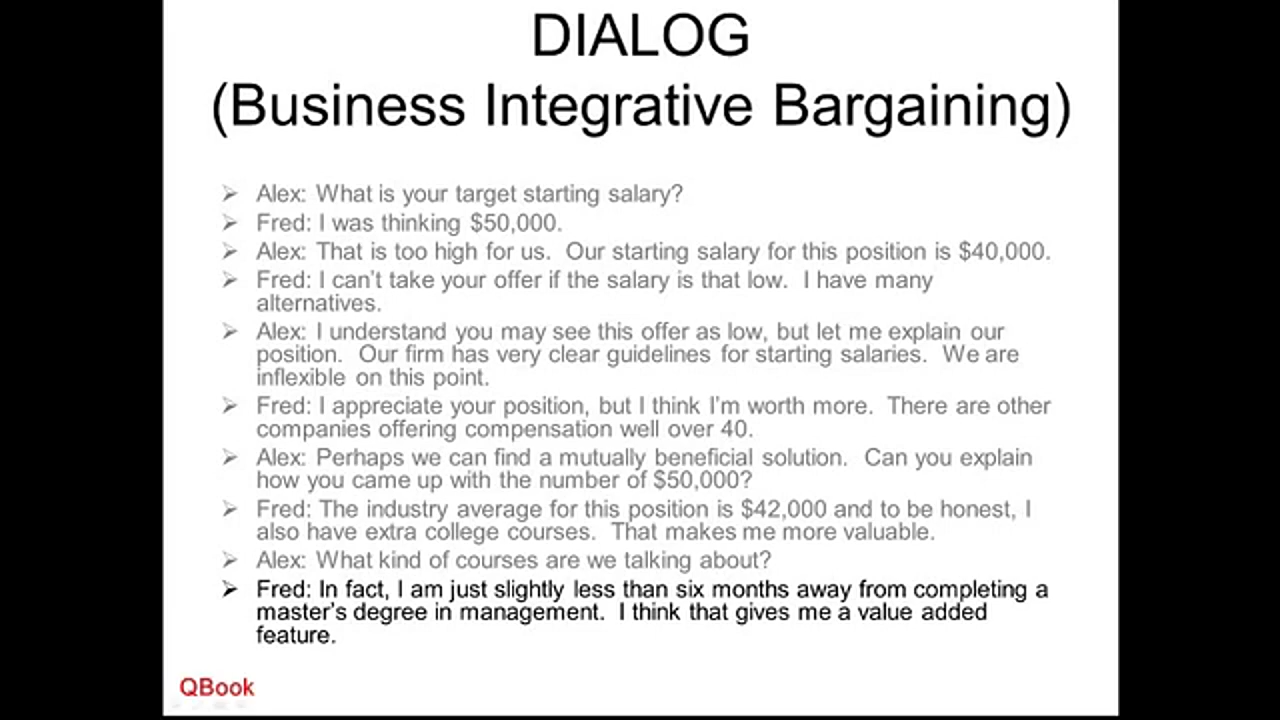 DIALOG
(Business Integrative Bargaining)
Alex: What is your target starting salary?
Fred: I was thinking $50,000.
Alex: That is too high for us. Our starting salary for this position is $40,000.
Fred: I can't take your offer if the salary is that low. I have many
alternatives.
Alex: I understand you may see this offer as low, but let me explain our
position. Our firm has very clear guidelines for starting salaries. We are
inflexible on this point.
Fred: I appreciate your position, but I think I'm worth more. There are other
companies offering compensation well over 40.
Alex: Perhaps we can find a mutually beneficial solution. Can you explain
how you came up with the number of $50,000?
Fred: The industry average for this position is $42,000 and to be honest, I
also have extra college courses. That makes me more valuable.
Alex: What kind of courses are we talking about?
Fred: In fact, I am just slightly less than six months away from completing a
master's degree in management. I think that gives me a value added
feature.
QBook